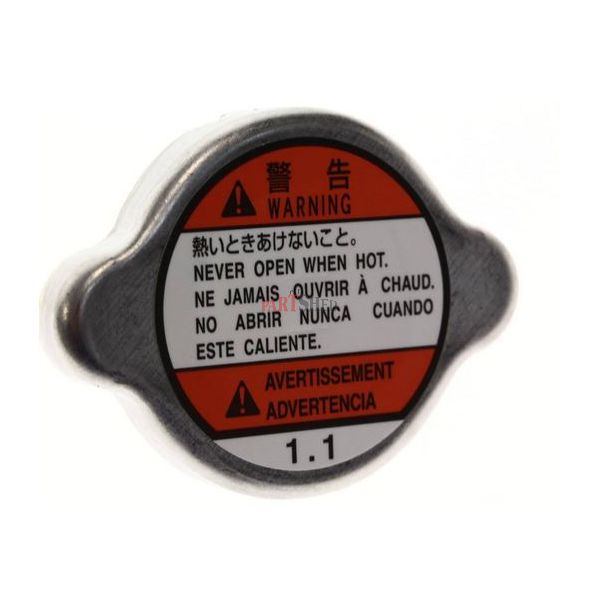 警告
WARNING
熱いときあけないこと。
NEVER OPEN WHEN HOT.
NE JAMAIS OUVRIR À CHAUD.
PARTSHED
NO ABRIR NUNCA CUANDO
ESTE CALIENTE.
AVERTISSEMENT
ADVERTENCIA
1.1